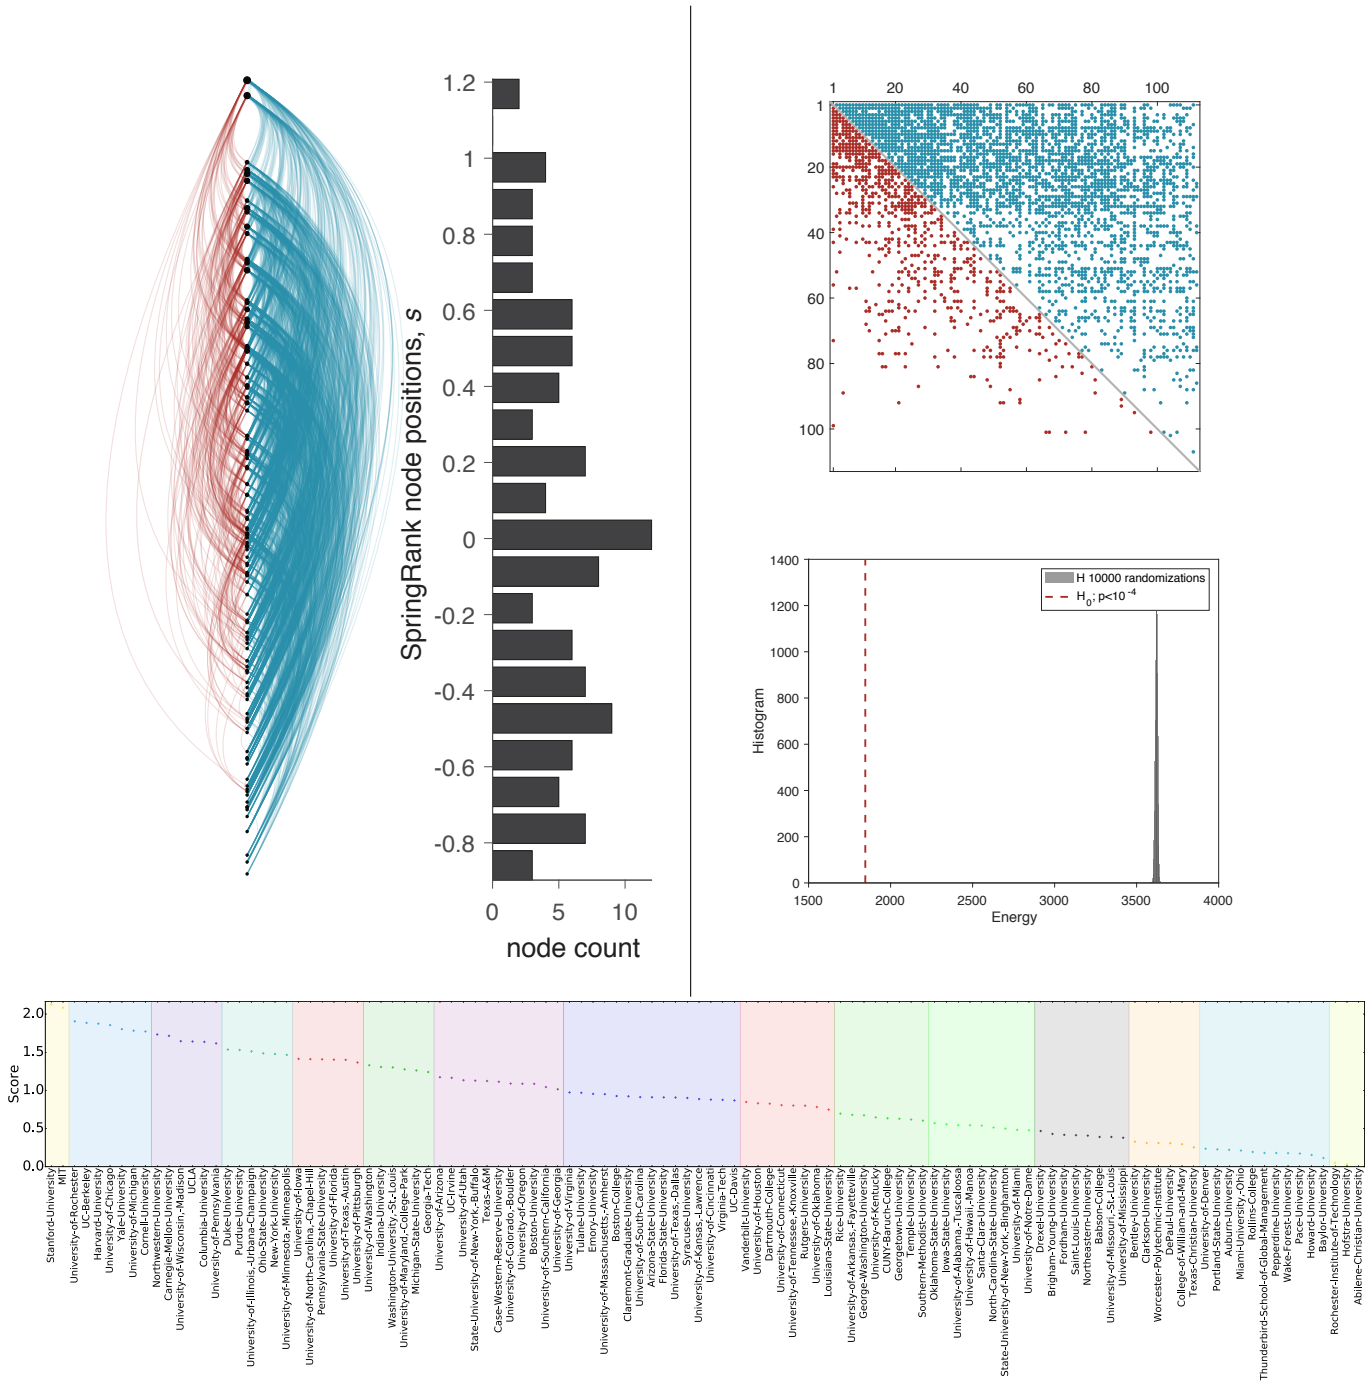 1.2
1
0.8
0.6
0.4
0.2
0
-0.2
-0.4
-0.6
-0.8
SpringRank node positions, s
0 5 10
node count
1 20 40 60 80 100
1
20
40
60
80
100
1400
1200
1000
800
600
400
200
0
Histogram
H 10000 randomizations
H0; p<10-4
1500 2000 2500 3000 3500 4000
Energy
2.0
1.5
1.0
0.5
0.0
Score
Stanford-University
MIT
University-of-Rochester
UC-Berkeley
Harvard-University
University-of-Chicago
Yale-University
University-of-Michigan
Cornell-University
Northwestern-University
Carnegie-Mellon-University
University-of-Wisconsin,-Madison
UCLA
Columbia-University
University-of-Pennsylvania
Duke-University
Purdue-University
University-of-Illinois,-Urbana-Champaign
Ohio-State-University
New-York-University
University-of-Minnesota,-Minneapolis
University-of-Iowa
University-of-North-Carolina,-Chapel-Hill
Pennsylvania-State-University
University-of-Florida
University-of-Texas,-Austin
University-of-Pittsburgh
University-of-Washington
Indiana-University
Washington-University,-St.-Louis
University-of-Maryland,-College-Park
Michigan-State-University
Georgia-Tech
University-of-Arizona
UC-Irvine
University-of-Utah
State-University-of-New-York,-Buffalo
Texas-A&M
Case-Western-Reserve-University
University-of-Colorado,-Boulder
University-of-Oregon
Boston-University
University-of-Southern-California
University-of-Georgia
University-of-Virginia
Tulane-University
Emory-University
University-of-Massachusetts,-Amherst
Boston-College
Claremont-Graduate-University
University-of-South-Carolina
Arizona-State-University
Florida-State-University
University-of-Texas,-Dallas
Syracuse-University
University-of-Kansas,-Lawrence
University-of-Cincinnati
Virginia-Tech
UC-Davis
Vanderbilt-University
University-of-Houston
Dartmouth-College
University-of-Connecticut
University-of-Tennessee,-Knoxville
Rutgers-University
University-of-Oklahoma
Louisiana-State-University
Rice-University
University-of-Arkansas,-Fayetteville
George-Washington-University
University-of-Kentucky
CUNY-Baruch-College
Georgetown-University
Temple-University
Southern-Methodist-University
Oklahoma-State-University
Iowa-State-University
University-of-Alabama,-Tuscaloosa
University-of-Hawaii,-Manoa
Santa-Clara-University
North-Carolina-State-University
State-University-of-New-York,-Binghamton
University-of-Miami
University-of-Notre-Dame
Drexel-University
Brigham-Young-University
Fordham-University
Saint-Louis-University
Northeastern-University
Babson-College
University-of-Missouri,-St.-Louis
University-of-Mississippi
Bentley-University
Clarkson-University
Worcester-Polytechnic-Institute
DePaul-University
College-of-William-and-Mary
Texas-Christian-University
University-of-Denver
Portland-State-University
Auburn-University
Miami-University,-Ohio
Rollins-College
Thunderbird-School-of-Global-Management
Pepperdine-University
Wake-Forest-University
Pace-University
Howard-University
Baylor-University
Rochester-Institute-of-Technology
Hofstra-University
Abilene-Christian-University